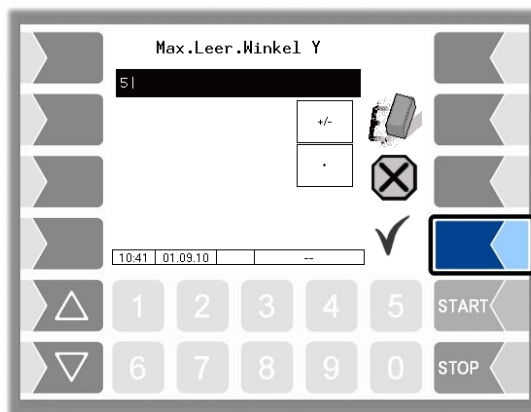 Max.Leer.Winkel Y
5|
+/-
.
10:41 01.09.10 --
1 2 3 4 5 START
6 7 8 9 0 STOP